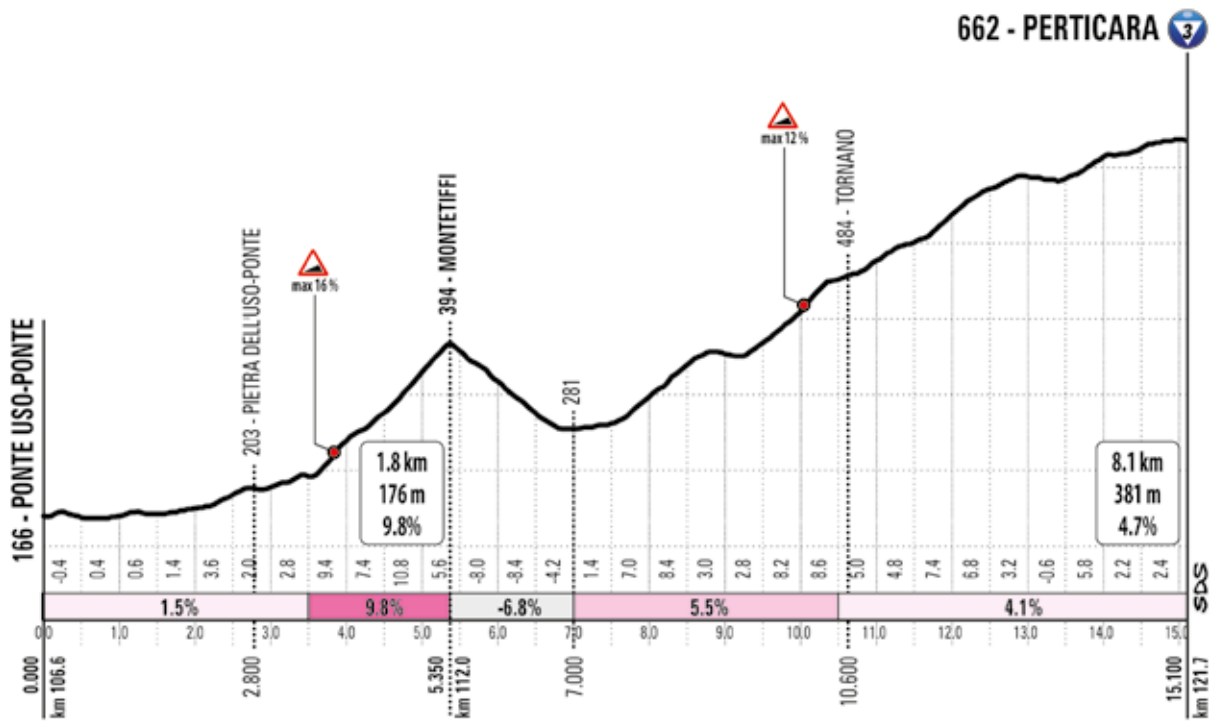 662 - PERTICARA
3
max 12 %
484 - TORNANO
394 - MONTETIFFI
203 - PIETRA DELL'USO-PONTE
max 16 %
166 - PONTE USO-PONTE
281
1.8 km
176 m
9.8%
8.1 km
381 m
4.7%
-0.4 0.4 0.6 1.4 3.6 2.0 2.8 9.4 7.4 10.8 5.6 -8.0 -8.4 -4.2 1.4 7.0 8.4 3.0 2.8 8.2 8.6 5.0 4.8 7.4 6.8 3.2 -0.6 5.8 2.2 2.4
SDS
1.5% 9.8% -6.8% 5.5% 4.1%
0,0 1,0 2,0 3,0 4,0 5,0 6,0 7,0 8,0 9,0 10,0 11,0 12,0 13,0 14,0 15,0
0.000
km 106.6
2.800
5.350
km 112.0
7.000
10.600
15.100
km 121.7